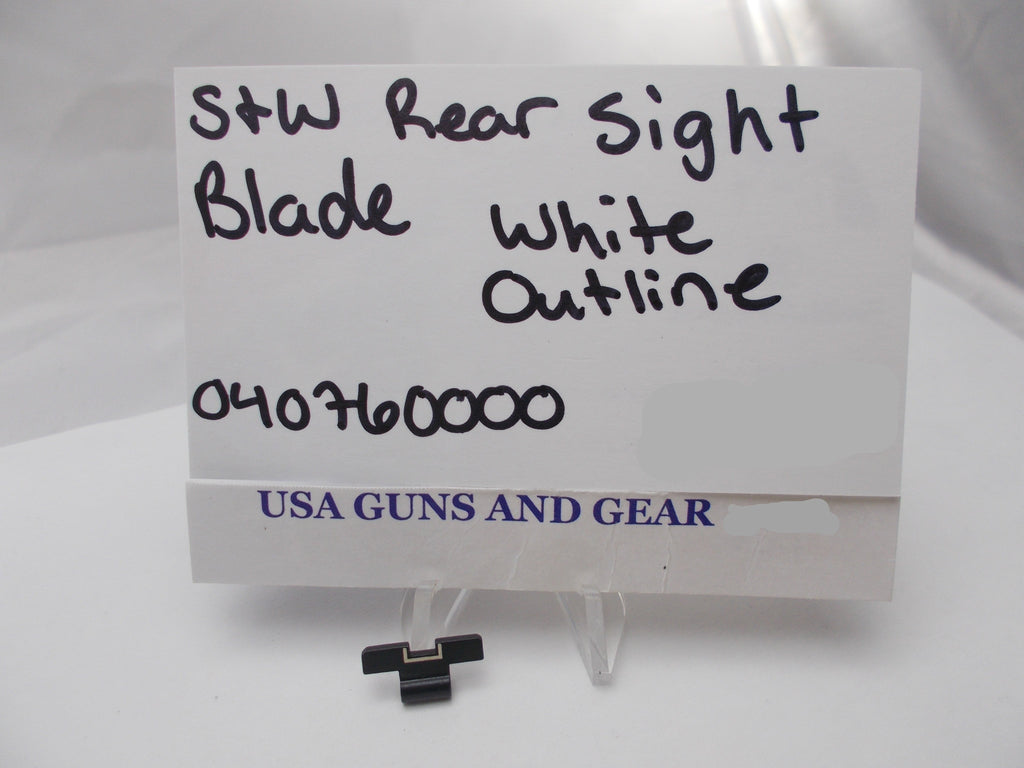 S+W Rear Sight
Blade White
Outline
040760000
USA GUNS AND GEAR